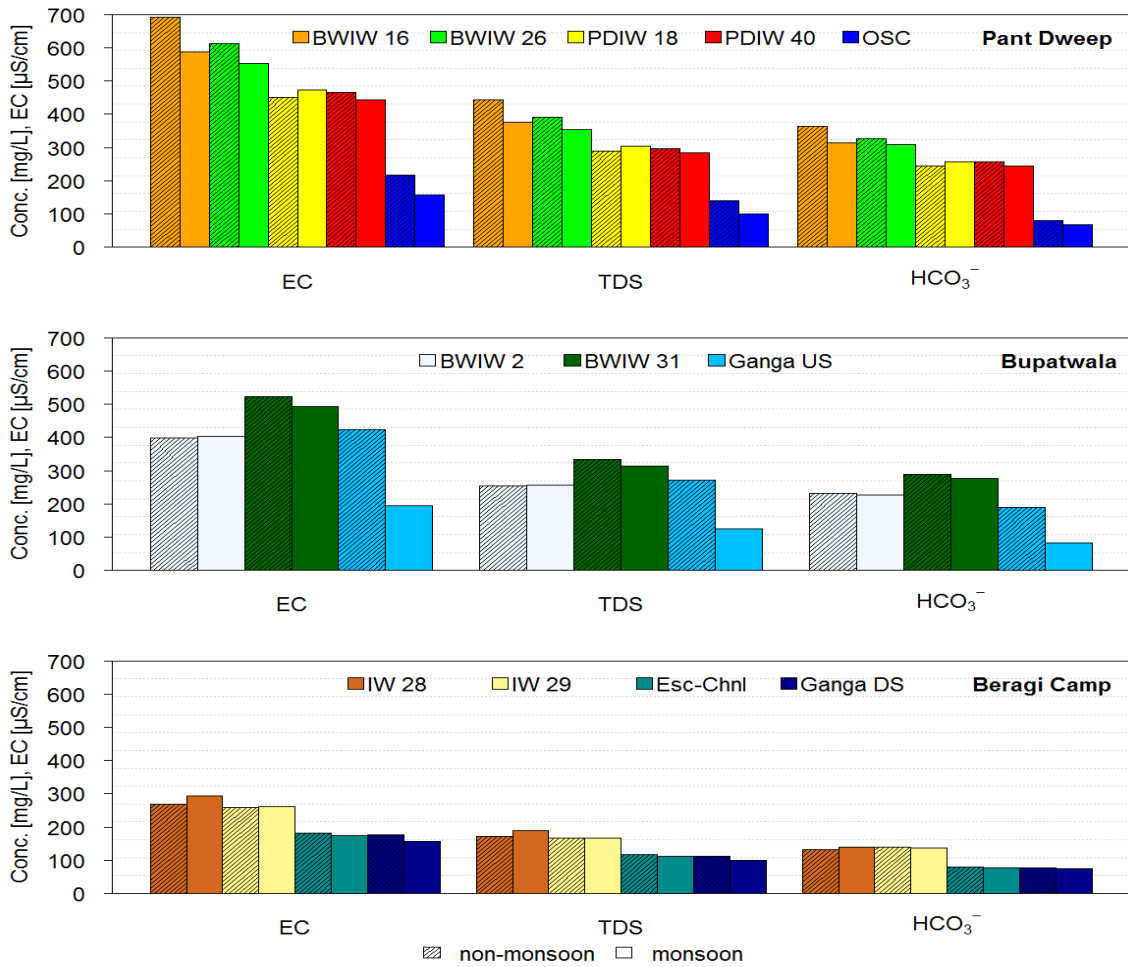 Conc. [mg/L], EC [µS/cm]
700
600
500
400
300
200
100
0
BWIW 16 BWIW 26 PDIW 18 PDIW 40 OSC Pant Dweep
EC TDS HCO₃⁻
Conc. [mg/L], EC [µS/cm]
700
600
500
400
300
200
100
0
BWIW 2 BWIW 31 Ganga US Bupatwala
EC TDS HCO₃⁻
Conc. [mg/L], EC [µS/cm]
700
600
500
400
300
200
100
0
IW 28 IW 29 Esc-Chnl Ganga DS Beragi Camp
EC TDS HCO₃⁻
non-monsoon monsoon